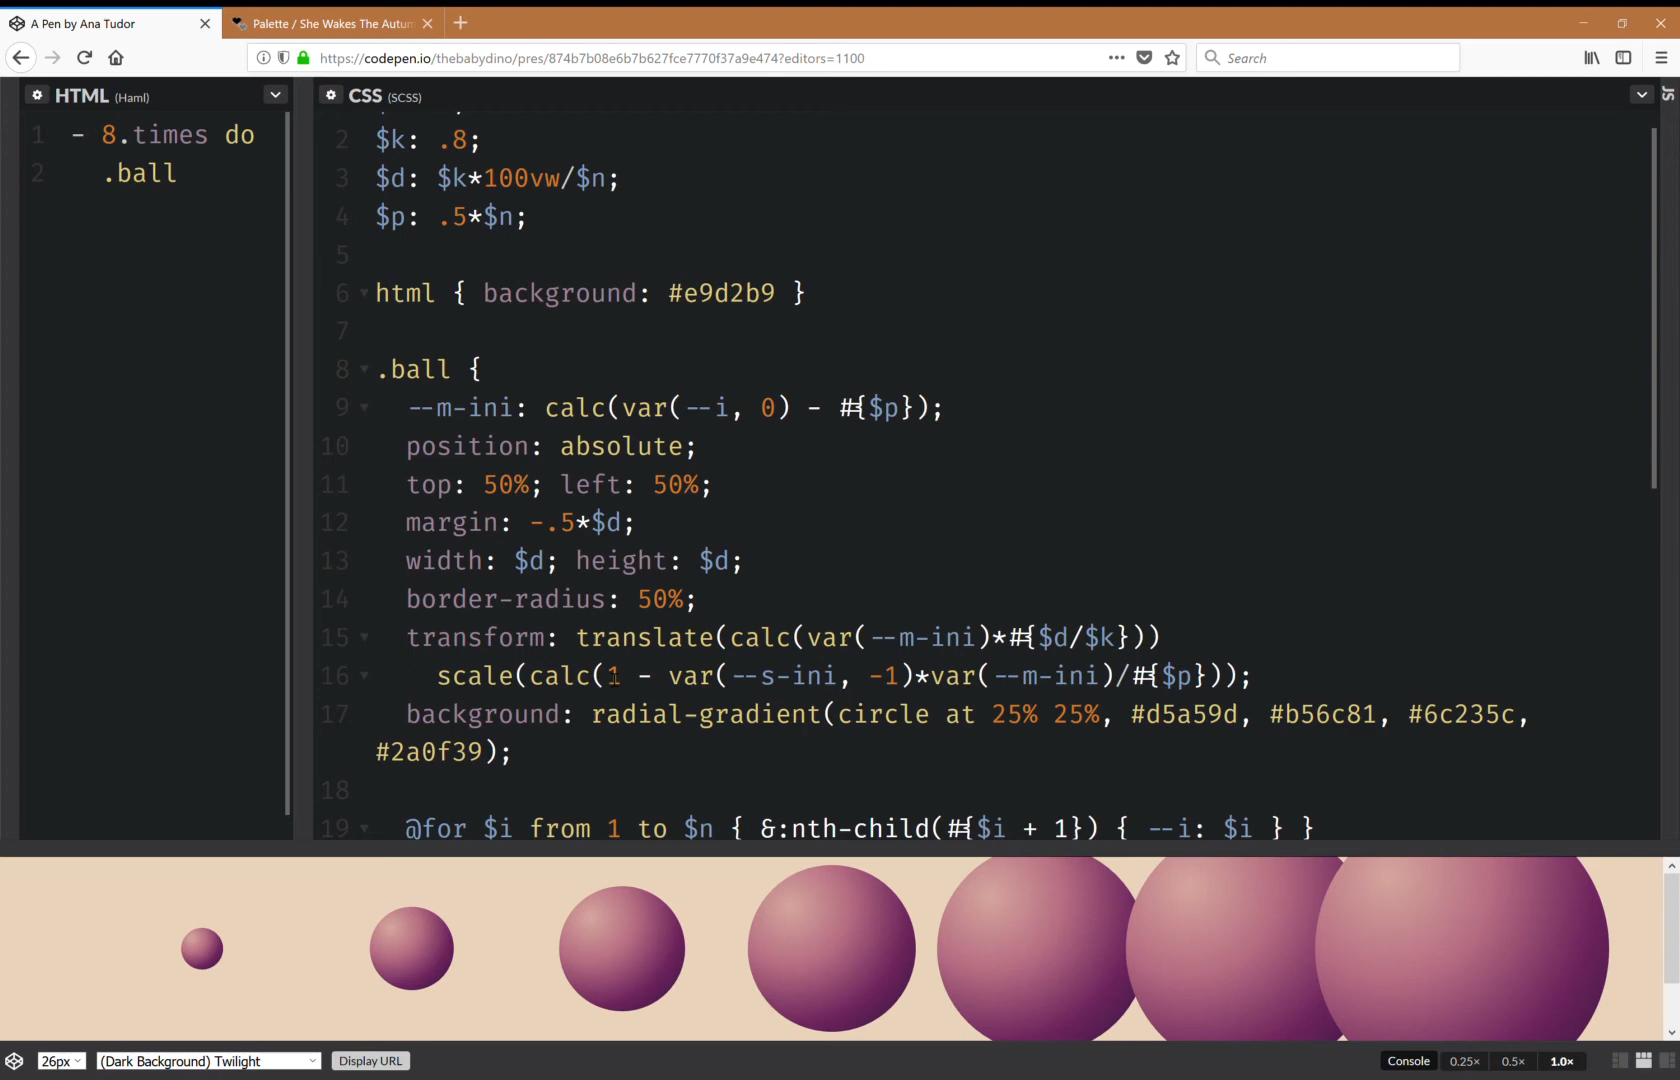 A Pen by Ana Tudor
Palette / She Wakes The Autum
https://codepen.io/thebabydino/pres/874b7b08e6b7b627fce7770f37a9e474?editors=1100
Search
HTML (Haml)
1 - 8.times do
2 .ball
CSS (SCSS)
JS
2 $k: .8;
3 $d: $k*100vw/$n;
4 $p: .5*$n;
5
6 html { background: #e9d2b9 }
7
8 .ball {
9 --m-ini: calc(var(--i, 0) - #{$p});
10 position: absolute;
11 top: 50%; left: 50%;
12 margin: -.5*$d;
13 width: $d; height: $d;
14 border-radius: 50%;
15 transform: translate(calc(var(--m-ini)*#{$d/$k}))
16 scale(calc(1 - var(--s-ini, -1)*var(--m-ini)/#{$p}));
17 background: radial-gradient(circle at 25% 25%, #d5a59d, #b56c81, #6c235c,
#2a0f39);
18
19 @for $i from 1 to $n { &:nth-child(#{$i + 1}) { --i: $i } }
26px (Dark Background) Twilight Display URL Console 0.25× 0.5× 1.0×